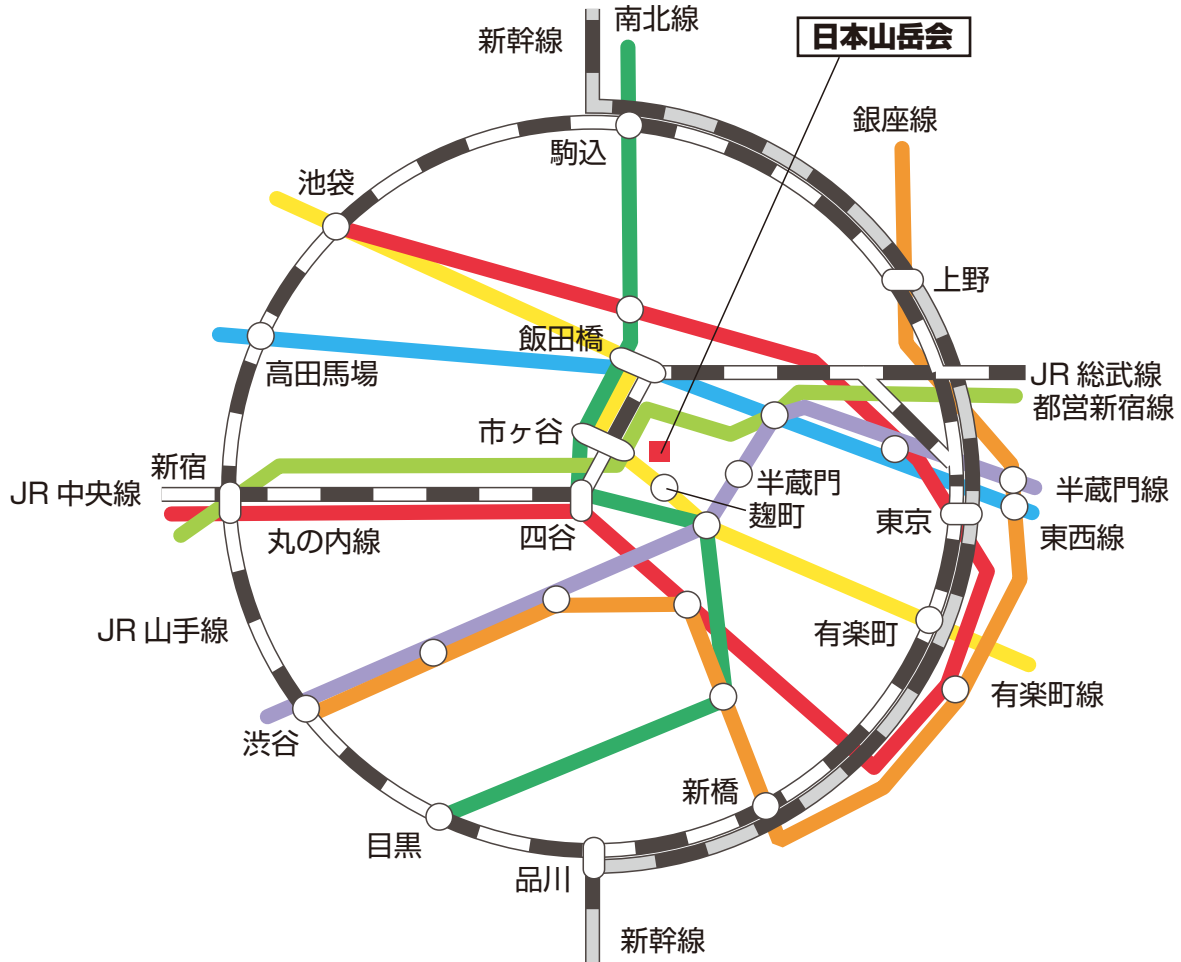 新幹線
南北線
日本山岳会
銀座線
駒込
池袋
上野
飯田橋
高田馬場
JR 総武線
都営新宿線
市ヶ谷
新宿
JR 中央線
半蔵門
半蔵門線
麹町
東京
東西線
四谷
丸の内線
JR 山手線
有楽町
有楽町線
渋谷
新橋
目黒
品川
新幹線